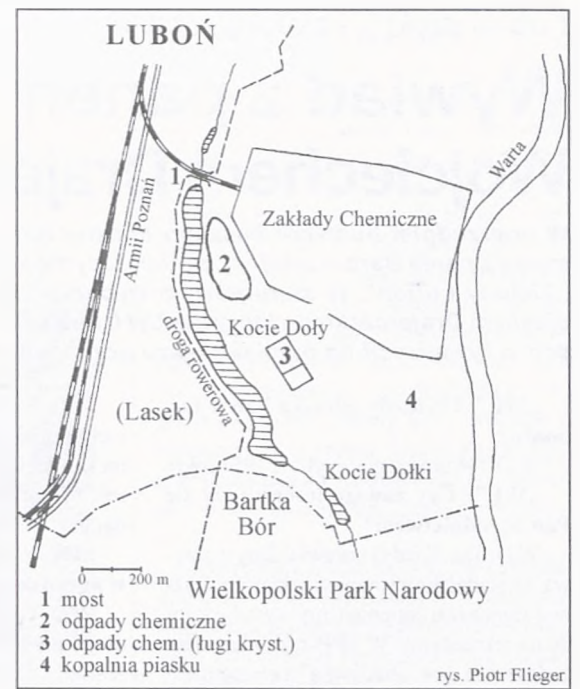 LUBOŃ
1
Armii Poznan
Warta
Zakłady Chemiczne
2
droga rowerowa
Kocie Doły
3
(Lasek)
4
Kocie Dołki
Bartka
Bór
0 200 m
Wielkopolski Park Narodowy
1 most
2 odpady chemiczne
3 odpady chem. (ługi kryst.)
4 kopalnia piasku
rys. Piotr Flieger